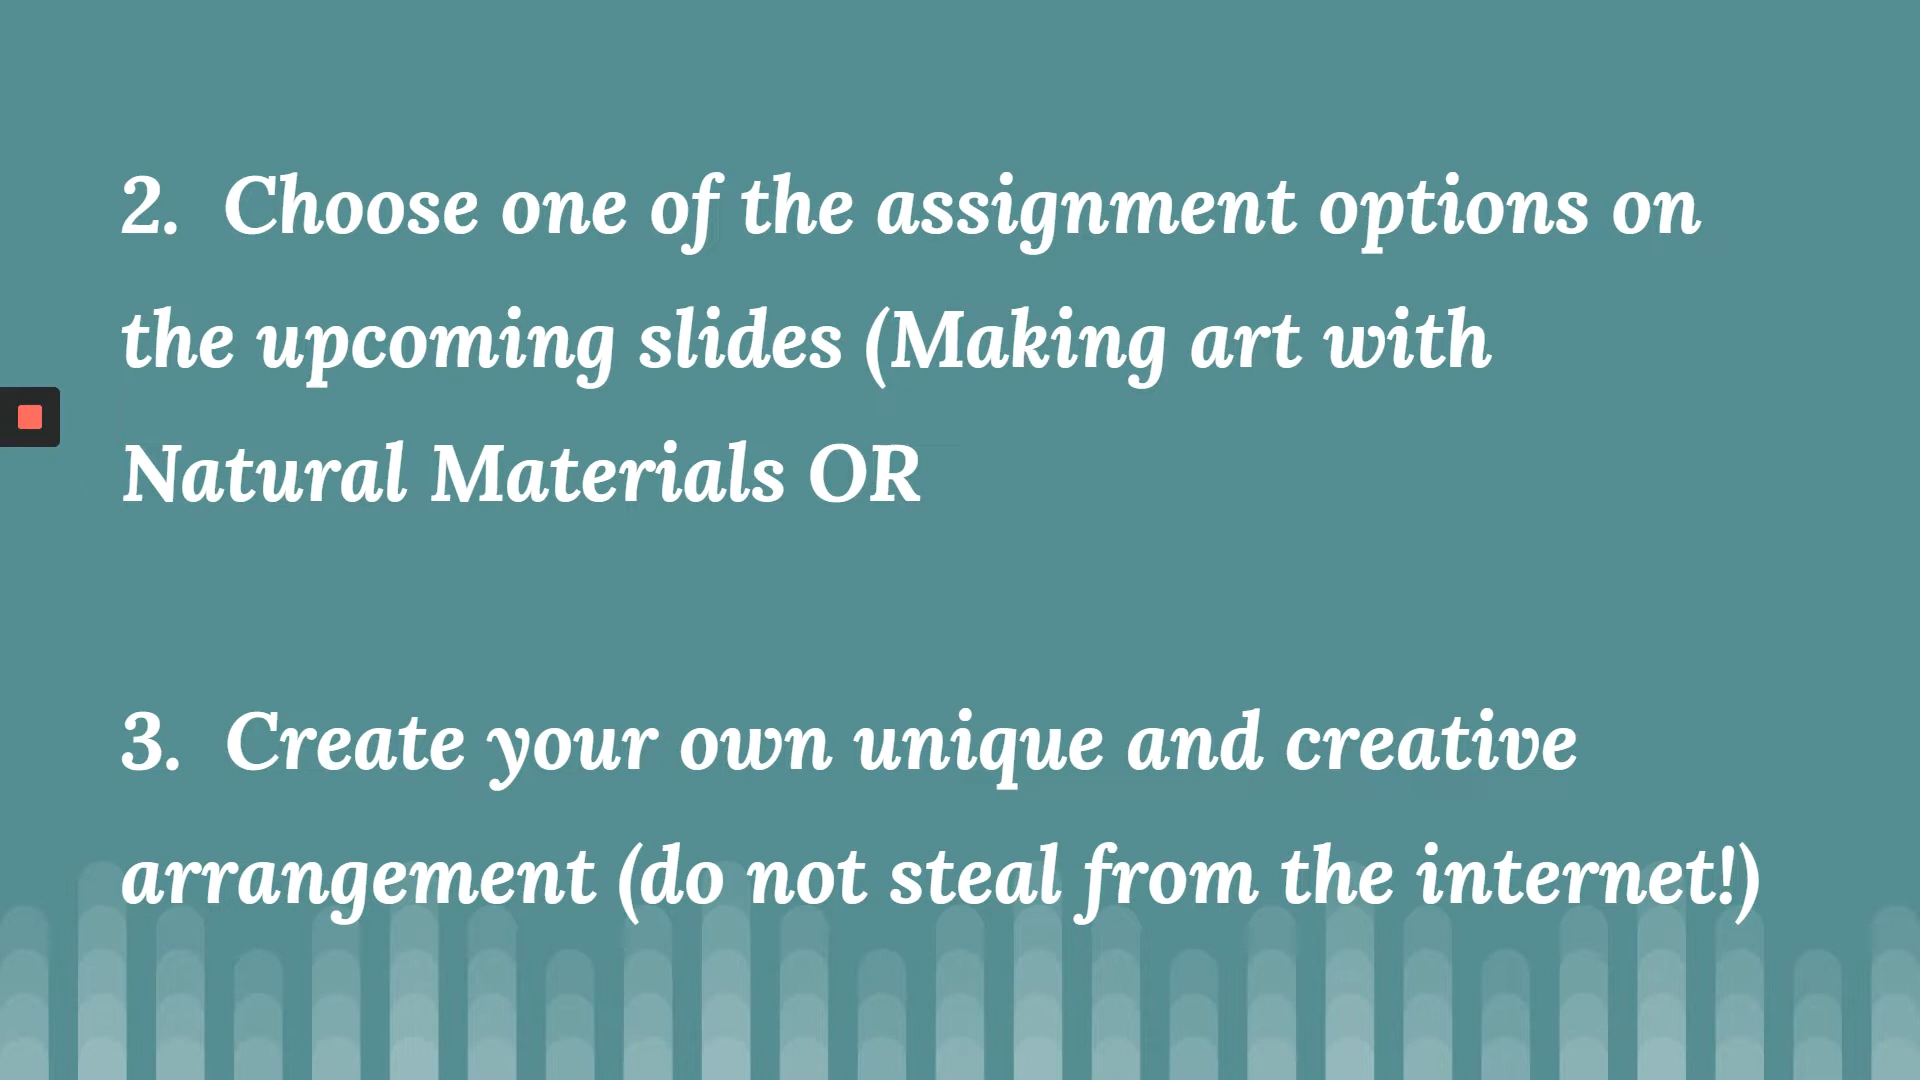 2. Choose one of the assignment options on
the upcoming slides (Making art with
Natural Materials OR
3. Create your own unique and creative
arrangement (do not steal from the internet!)